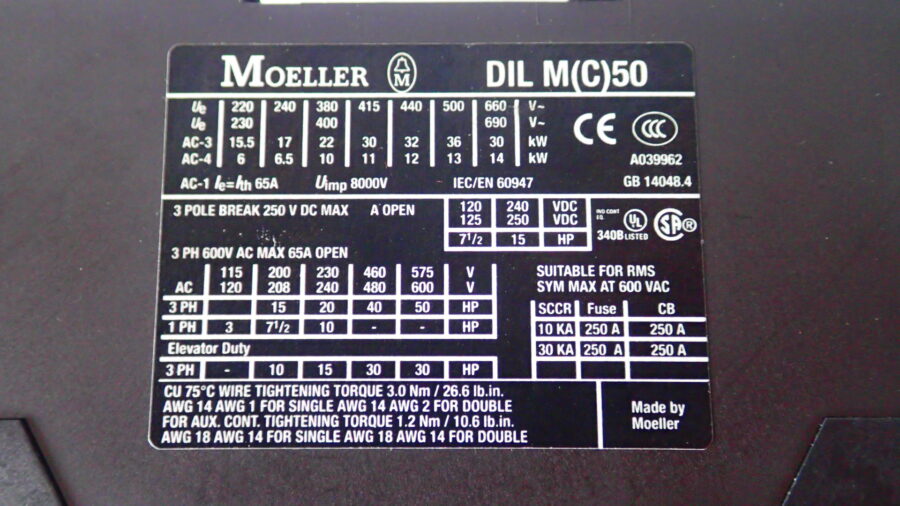 MOELLER M DIL M(C)50
Ue 220 240 380 415 440 500 660 V~
Ue 230 400 690 V~
AC-3 15.5 17 22 30 32 36 30 kW
AC-4 6 6.5 10 11 12 13 14 kW
CE CCC
A039962
AC-1 Ie=Ith 65A Uimp 8000V IEC/EN 60947 GB 14048.4
3 POLE BREAK 250 V DC MAX A OPEN
120 240 VDC
125 250 VDC
7 1/2 15 HP
IND CONT
EQ.
340B UL LISTED SA®
3 PH 600V AC MAX 65A OPEN
115 200 230 460 575 V
AC 120 208 240 480 600 V
3 PH 15 20 40 50 HP
1 PH 3 7 1/2 10 - - HP
Elevator Duty
3 PH - 10 15 30 30 HP
SUITABLE FOR RMS
SYM MAX AT 600 VAC
SCCR Fuse CB
10 KA 250 A 250 A
30 KA 250 A 250 A
CU 75°C WIRE TIGHTENING TORQUE 3.0 Nm / 26.6 lb.in.
AWG 14 AWG 1 FOR SINGLE AWG 14 AWG 2 FOR DOUBLE
FOR AUX. CONT. TIGHTENING TORQUE 1.2 Nm / 10.6 lb.in.
AWG 18 AWG 14 FOR SINGLE AWG 18 AWG 14 FOR DOUBLE
Made by
Moeller